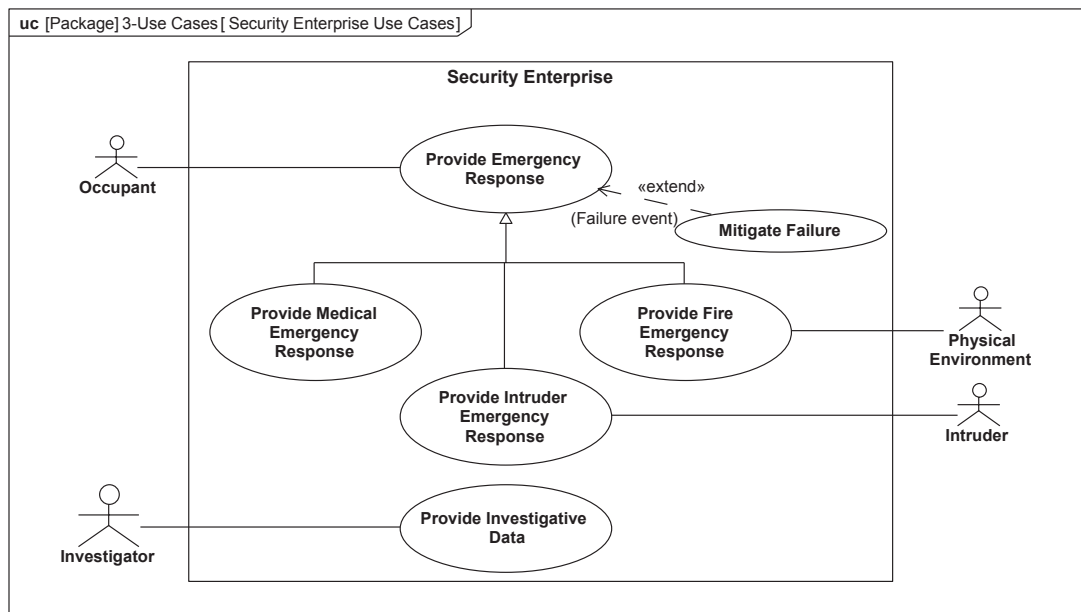 uc [Package] 3-Use Cases [ Security Enterprise Use Cases]
Security Enterprise
Provide Emergency
Response
Occupant
«extend»
(Failure event)
Mitigate Failure
Provide Medical
Emergency
Response
Provide Fire
Emergency
Response
Physical
Environment
Provide Intruder
Emergency
Response
Intruder
Provide Investigative
Data
Investigator